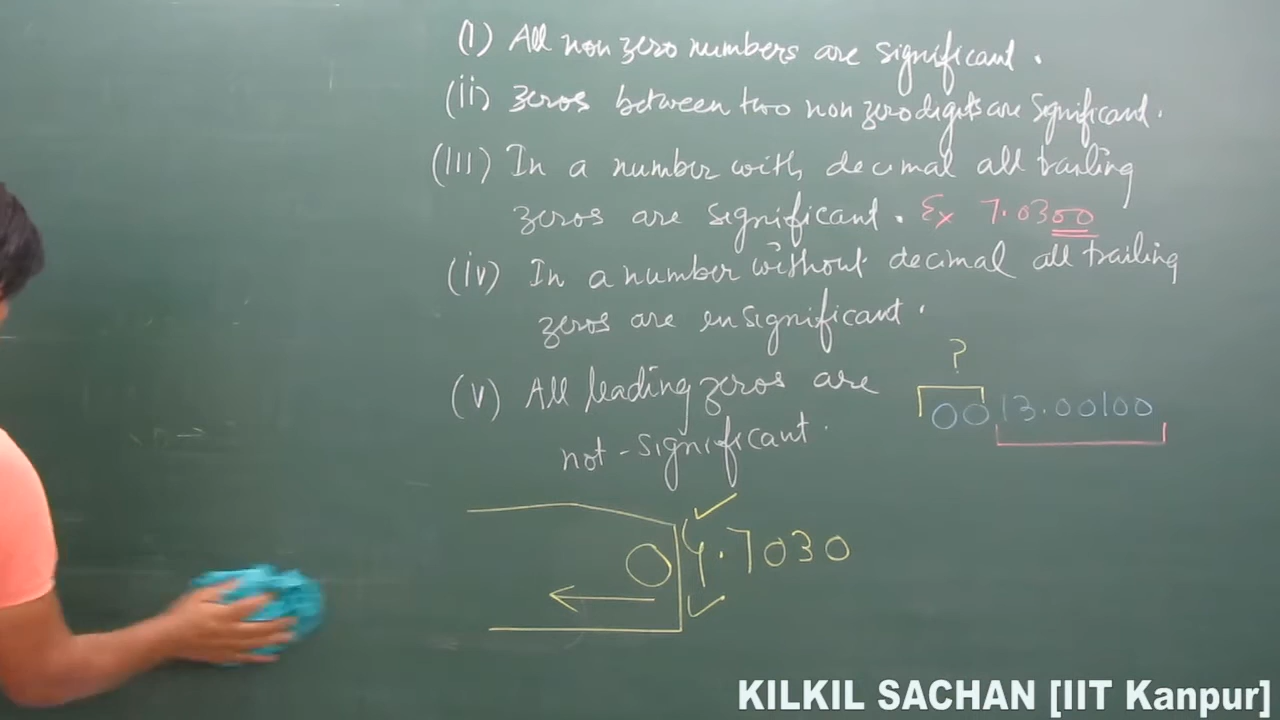 (I) All non zero numbers are significant.
(ii) zeros between two non zero digits are significant.
(III) In a number with decimal all trailing
zeros are significant. Ex 7.0300
(iv) In a number without decimal all trailing
zeros are insignificant.
?
(v) All leading zeros are 0013.00100
not-significant.
0 4.7030
KILKIL SACHAN [IIT Kanpur]